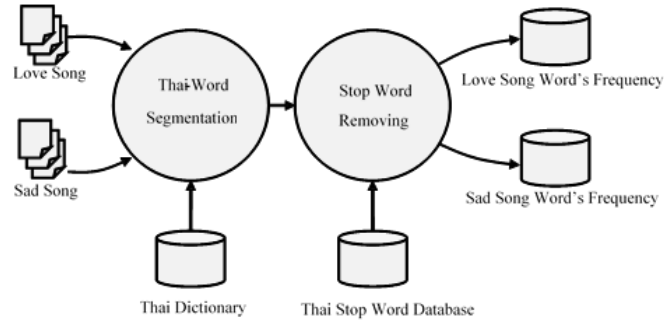 Love Song
Thai-Word
Segmentation
Stop Word
Removing
Love Song Word's Frequency
Sad Song
Sad Song Word's Frequency
Thai Dictionary
Thai Stop Word Database